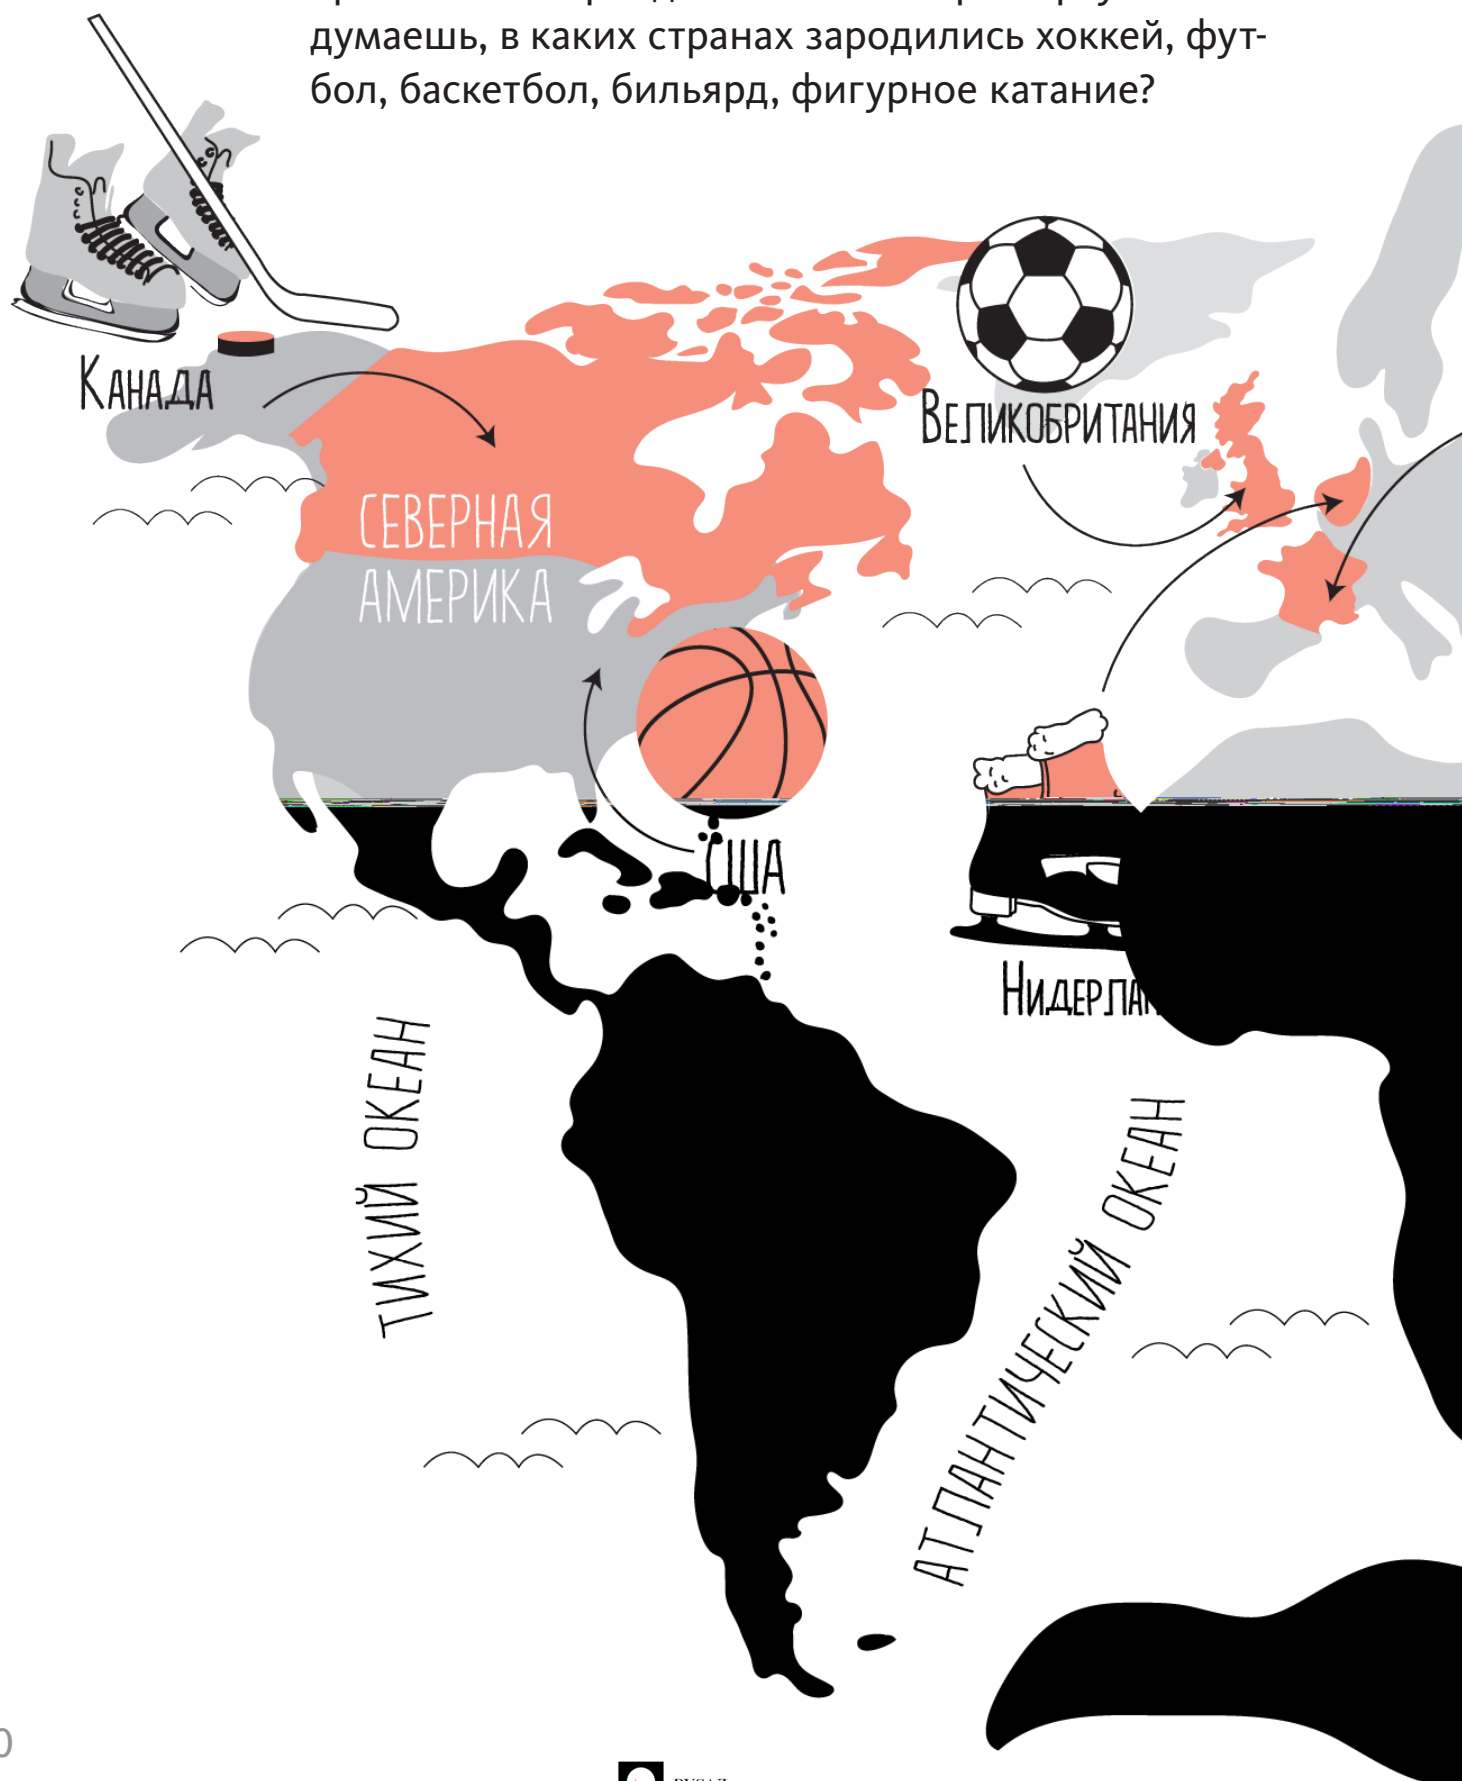 думаешь, в каких странах зародились хоккей, фут-
бол, баскетбол, бильярд, фигурное катание?
Канада
Великобритания
СЕВЕРНАЯ
АМЕРИКА
США
ТИХИЙ ОКЕАН
АТЛАНТИЧЕСКИЙ ОКЕАН
0